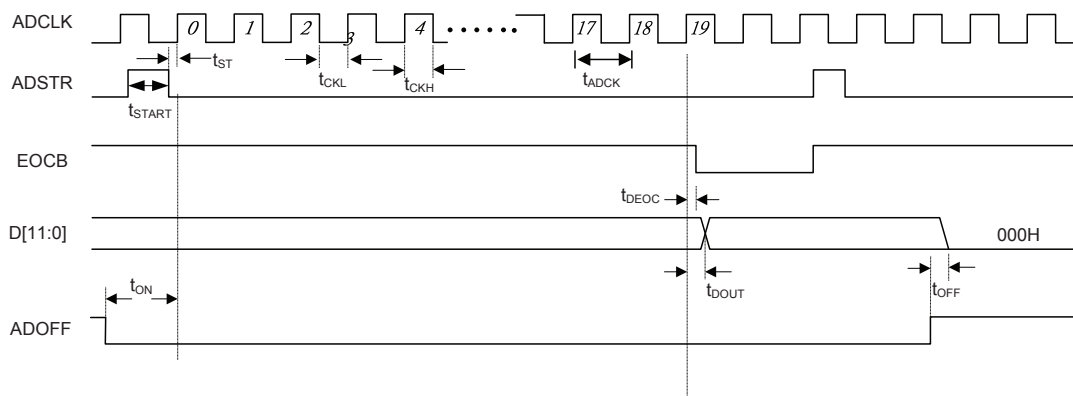 ADCLK
0 1 2 3 4 17 18 19
tST
tCKL
tCKH
tADCK
ADSTR
tSTART
EOCB
tDEOC
D[11:0]
000H
tON
tDOUT
tOFF
ADOFF